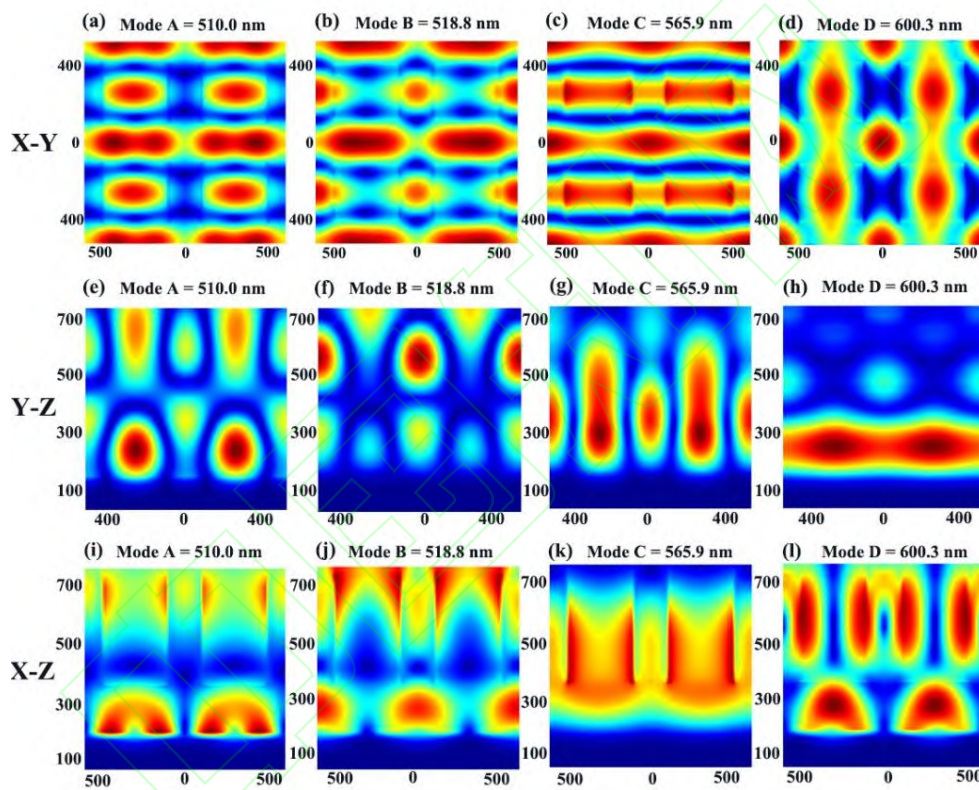 (a) Mode A = 510.0 nm (b) Mode B = 518.8 nm (c) Mode C = 565.9 nm (d) Mode D = 600.3 nm
400 400 400 400
X-Y 0 0 0 0
400 400 400 400
500 0 500 500 0 500 500 0 500 500 0 500
(e) Mode A = 510.0 nm (f) Mode B = 518.8 nm (g) Mode C = 565.9 nm (h) Mode D = 600.3 nm
700 700 700 700
500 500 500 500
Y-Z
300 300 300 300
100 100 100 100
400 0 400 400 0 400 400 0 400 400 0 400
(i) Mode A = 510.0 nm (j) Mode B = 518.8 nm (k) Mode C = 565.9 nm (l) Mode D = 600.3 nm
700 700 700 700
500 500 500 500
X-Z
300 300 300 300
100 100 100 100
500 0 500 500 0 500 500 0 500 500 0 500